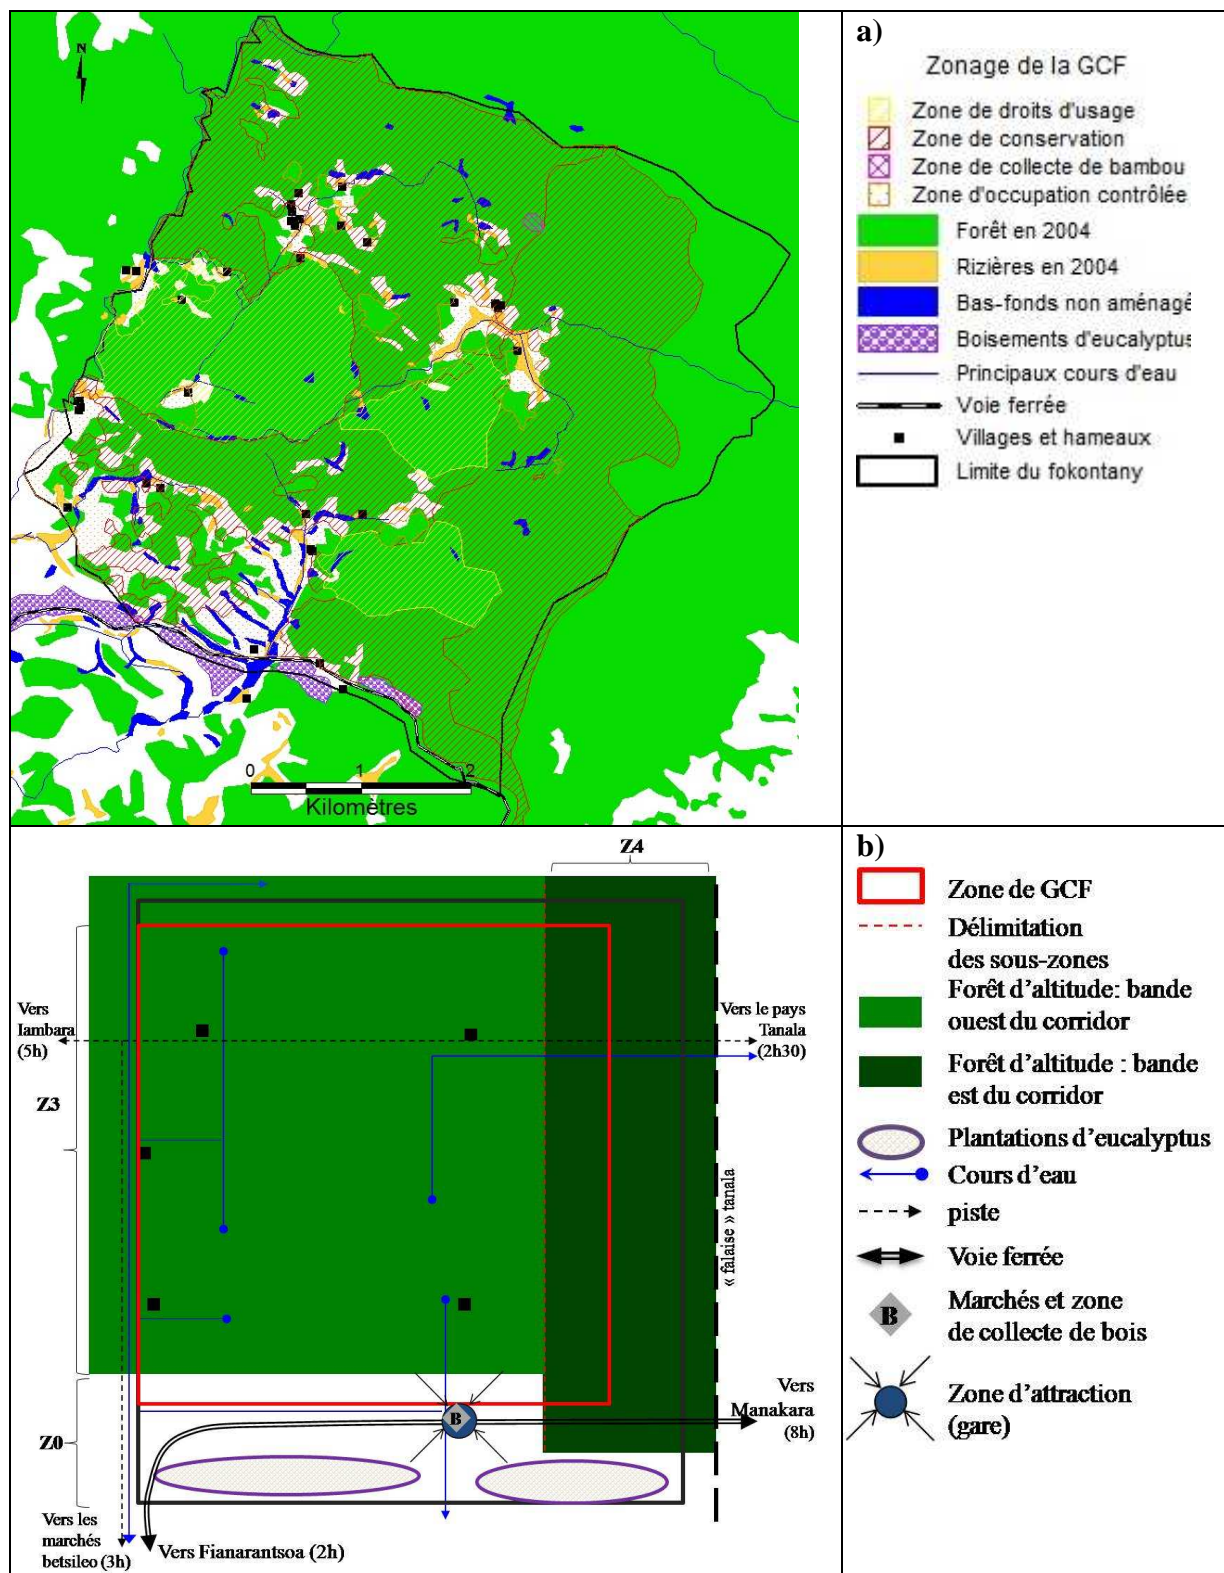 N
0
1
2
Kilomètres
a)
Zonage de la GCF
Zone de droits d'usage
Zone de conservation
Zone de collecte de bambou
Zone d'occupation contrôlée
Forêt en 2004
Rizières en 2004
Bas-fonds non aménagé
Boisements d'eucalyptus
Principaux cours d'eau
Voie ferrée
Villages et hameaux
Limite du fokontany
Z4
Vers
Iambara
(5h)
Vers le pays
Tanala
(2h30)
Z3
« falaise » tanala
Vers
Manakara
(8h)
B
Z0
Vers les
marchés
betsileo (3h)
Vers Fianarantsoa (2h)
b)
Zone de GCF
Délimitation
des sous-zones
Forêt d'altitude: bande
ouest du corridor
Forêt d'altitude : bande
est du corridor
Plantations d'eucalyptus
Cours d'eau
piste
Voie ferrée
B
Marchés et zone
de collecte de bois
Zone d'attraction
(gare)